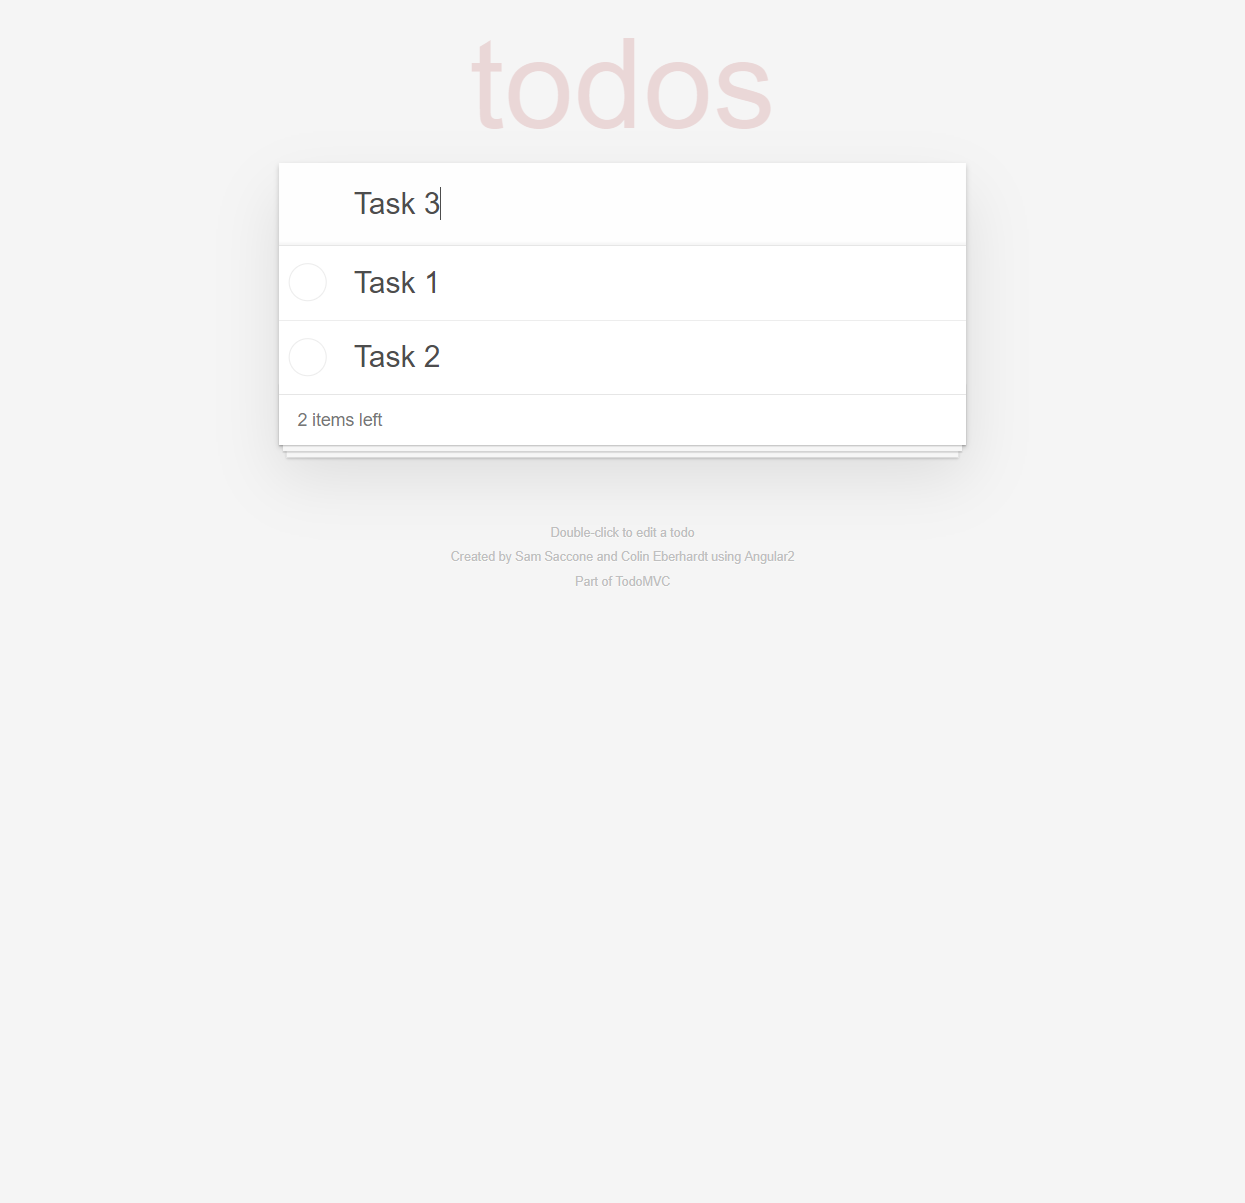 todos
Task 3
Task 1
Task 2
2 items left
Double-click to edit a todo
Created by Sam Saccone and Colin Eberhardt using Angular2
Part of TodoMVC